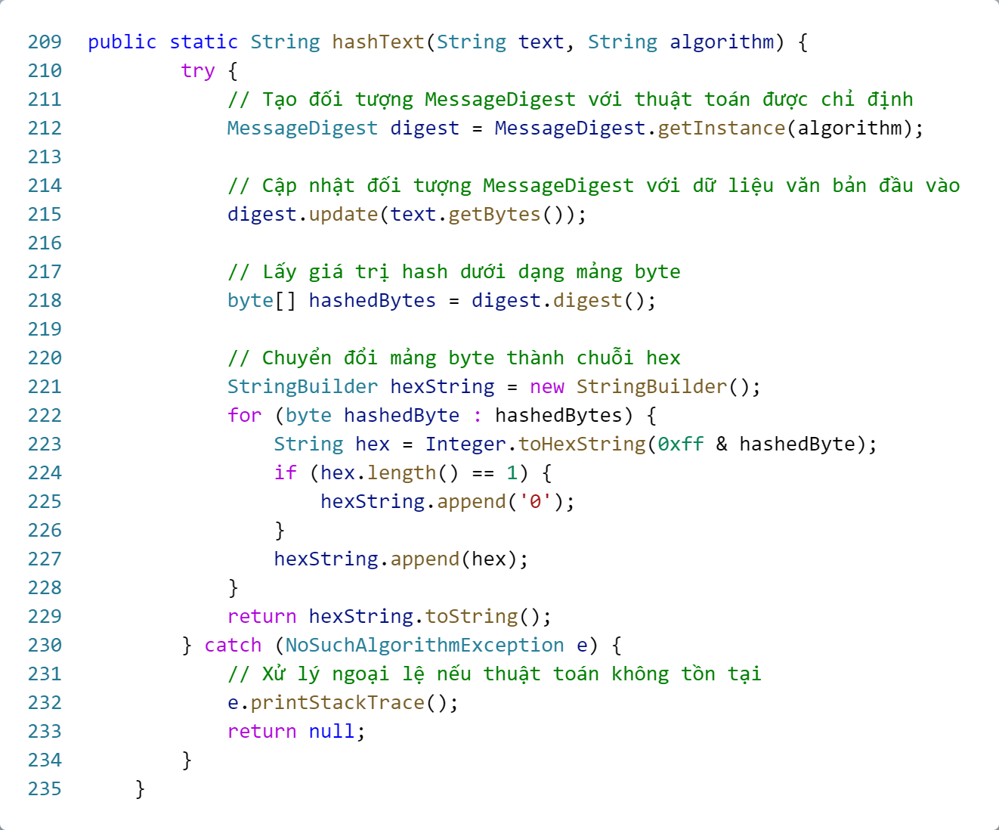 209 public static String hashText(String text, String algorithm) {
210         try {
211             // Tạo đối tượng MessageDigest với thuật toán được chỉ định
212             MessageDigest digest = MessageDigest.getInstance(algorithm);
213
214             // Cập nhật đối tượng MessageDigest với dữ liệu văn bản đầu vào
215             digest.update(text.getBytes());
216
217             // Lấy giá trị hash dưới dạng mảng byte
218             byte[] hashedBytes = digest.digest();
219
220             // Chuyển đổi mảng byte thành chuỗi hex
221             StringBuilder hexString = new StringBuilder();
222             for (byte hashedByte : hashedBytes) {
223                 String hex = Integer.toHexString(0xff & hashedByte);
224                 if (hex.length() == 1) {
225                     hexString.append('0');
226                 }
227                 hexString.append(hex);
228             }
229             return hexString.toString();
230         } catch (NoSuchAlgorithmException e) {
231             // Xử lý ngoại lệ nếu thuật toán không tồn tại
232             e.printStackTrace();
233             return null;
234         }
235     }